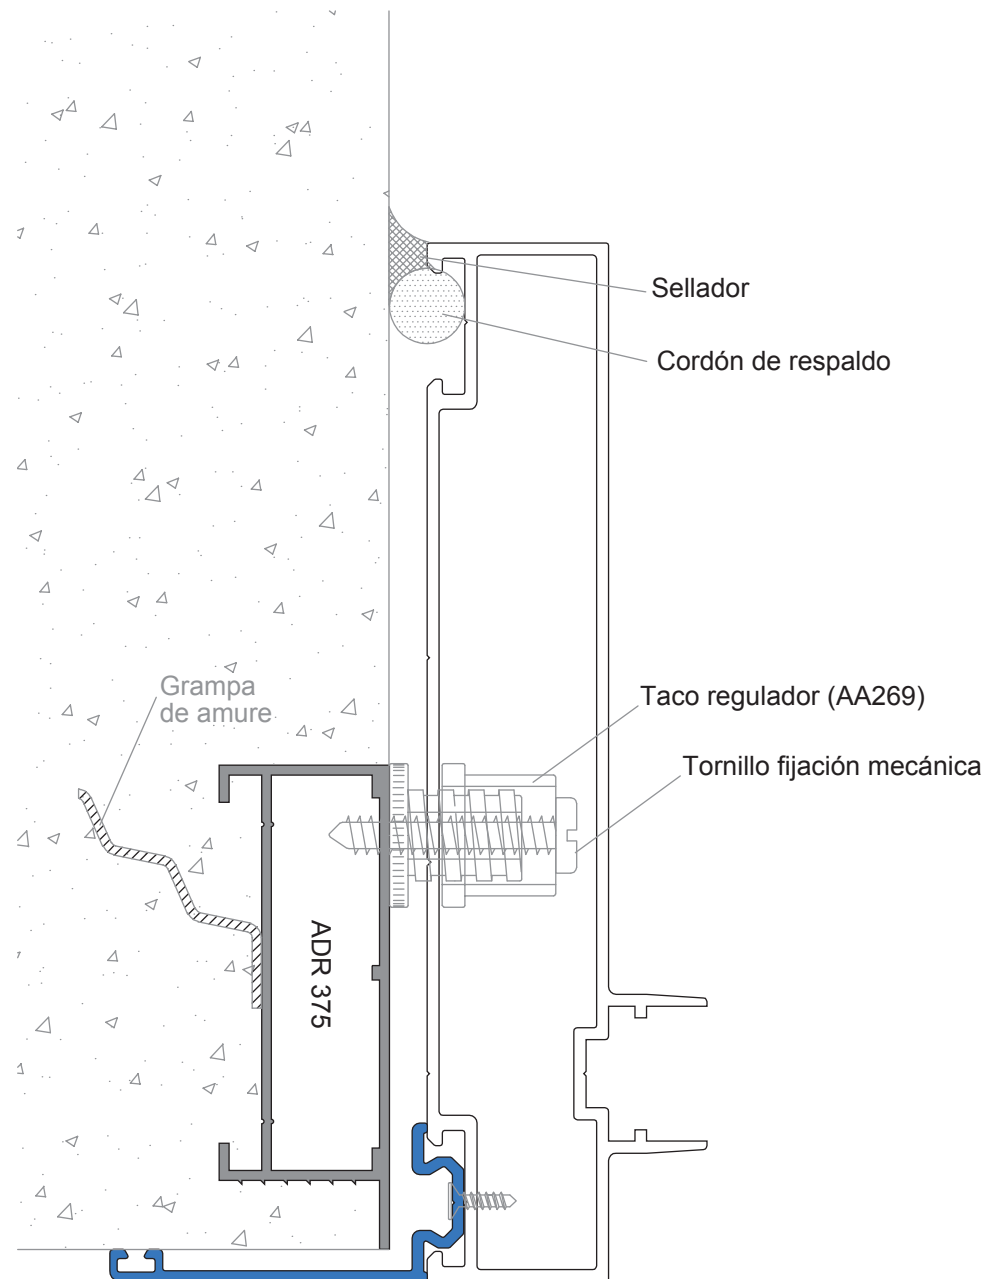 Sellador
Cordón de respaldo
Grampa
de amure
Taco regulador (AA269)
Tornillo fijación mecánica
ADR 375